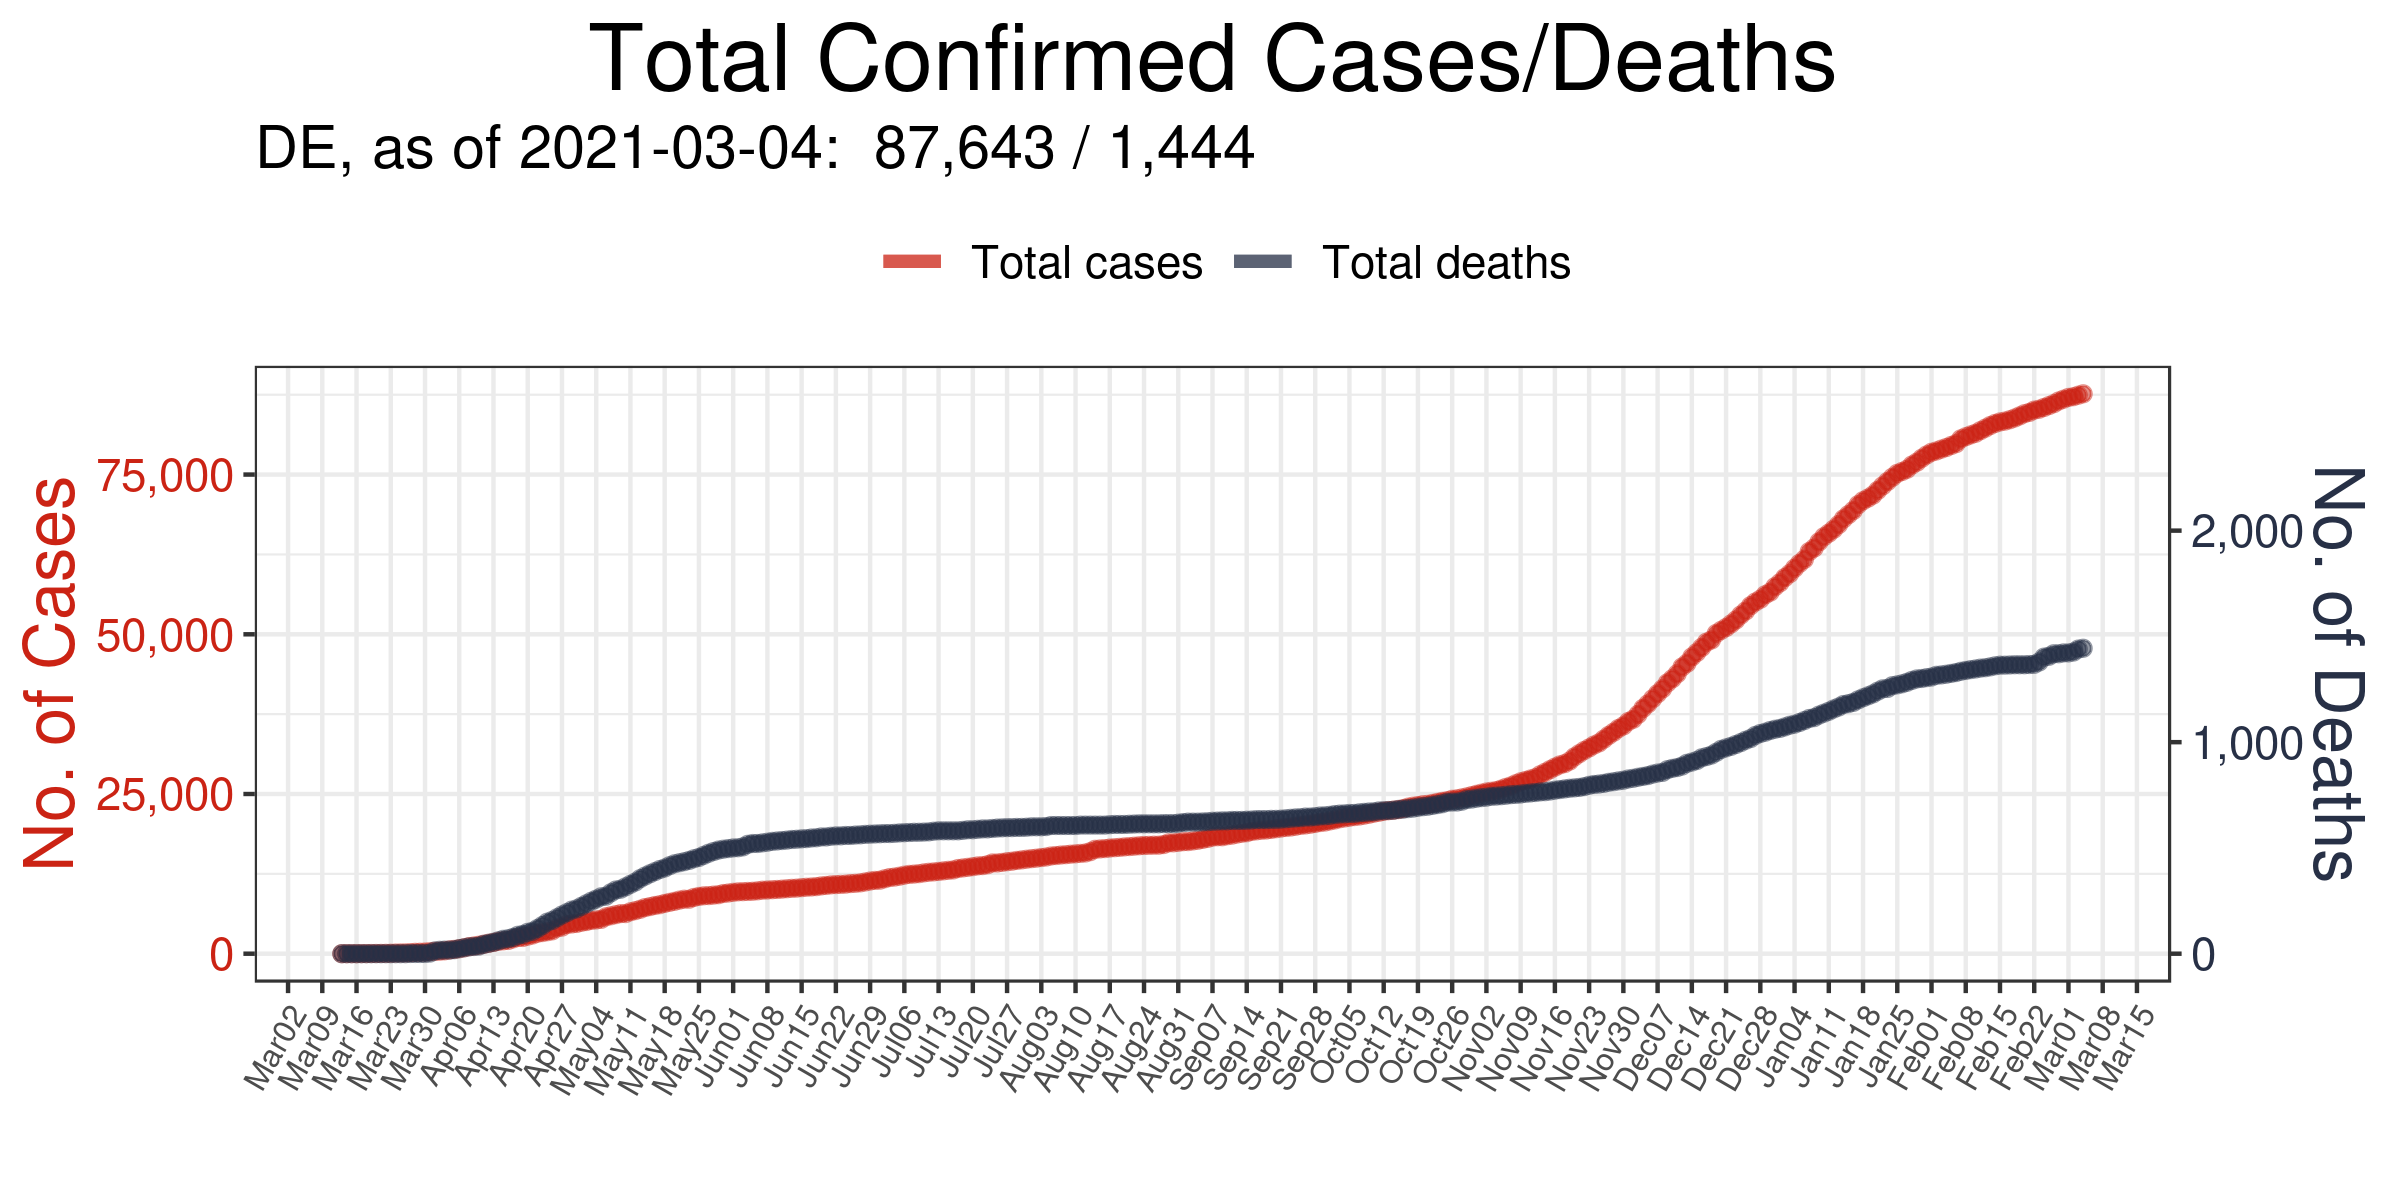 Total Confirmed Cases/Deaths
DE, as of 2021-03-04:  87,643 / 1,444
Total cases
Total deaths
No. of Cases
75,000
50,000
25,000
0
No. of Deaths
2,000
1,000
0
Mar02
Mar09
Mar16
Mar23
Mar30
Apr06
Apr13
Apr20
Apr27
May04
May11
May18
May25
Jun01
Jun08
Jun15
Jun22
Jun29
Jul06
Jul13
Jul20
Jul27
Aug03
Aug10
Aug17
Aug24
Aug31
Sep07
Sep14
Sep21
Sep28
Oct05
Oct12
Oct19
Oct26
Nov02
Nov09
Nov16
Nov23
Nov30
Dec07
Dec14
Dec21
Dec28
Jan04
Jan11
Jan18
Jan25
Feb01
Feb08
Feb15
Feb22
Mar01
Mar08
Mar15